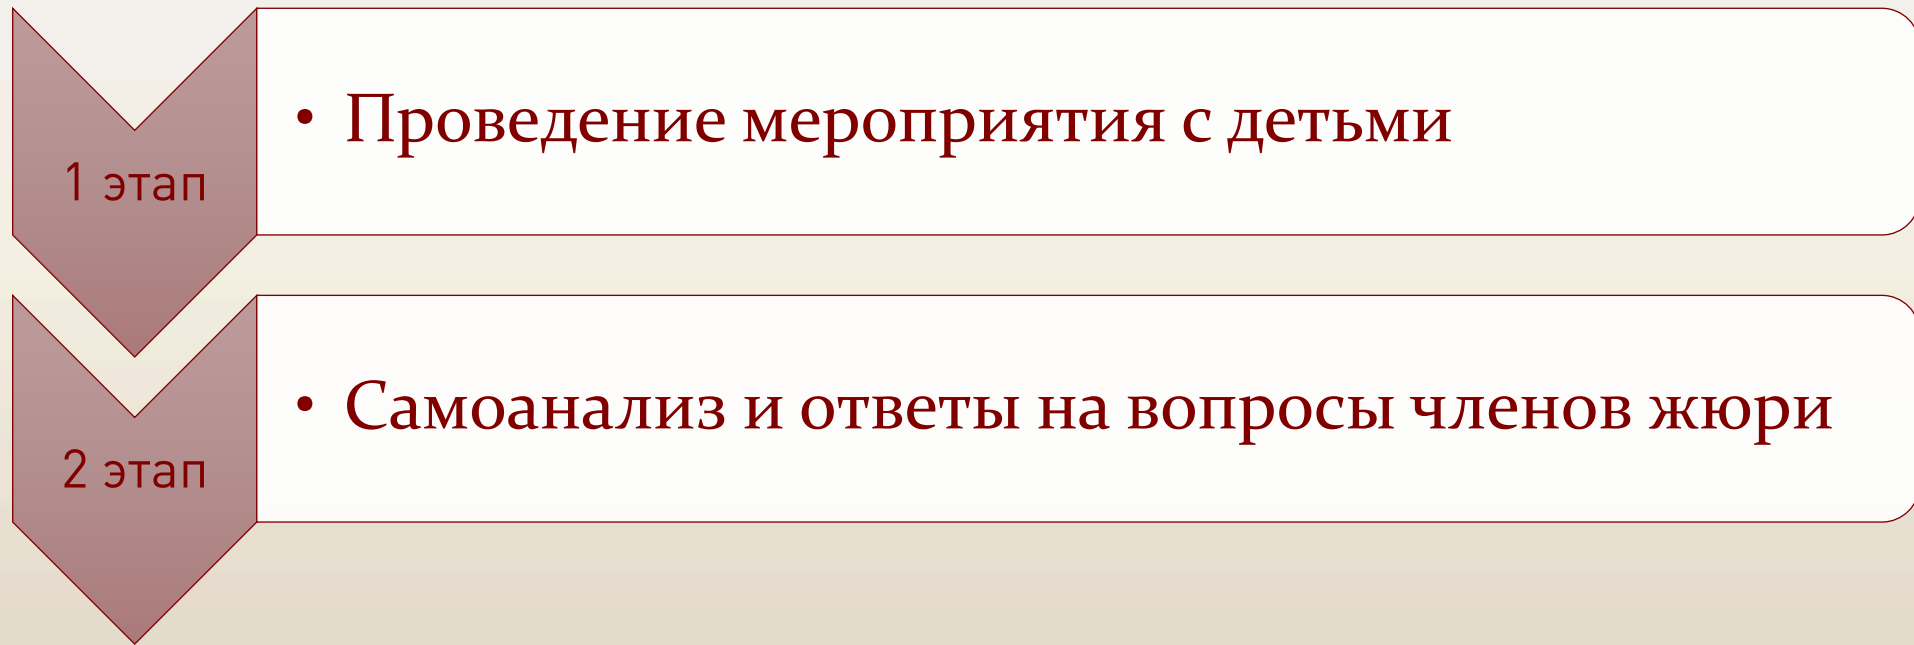 1 этап
• Проведение мероприятия с детьми
2 этап
• Самоанализ и ответы на вопросы членов жюри